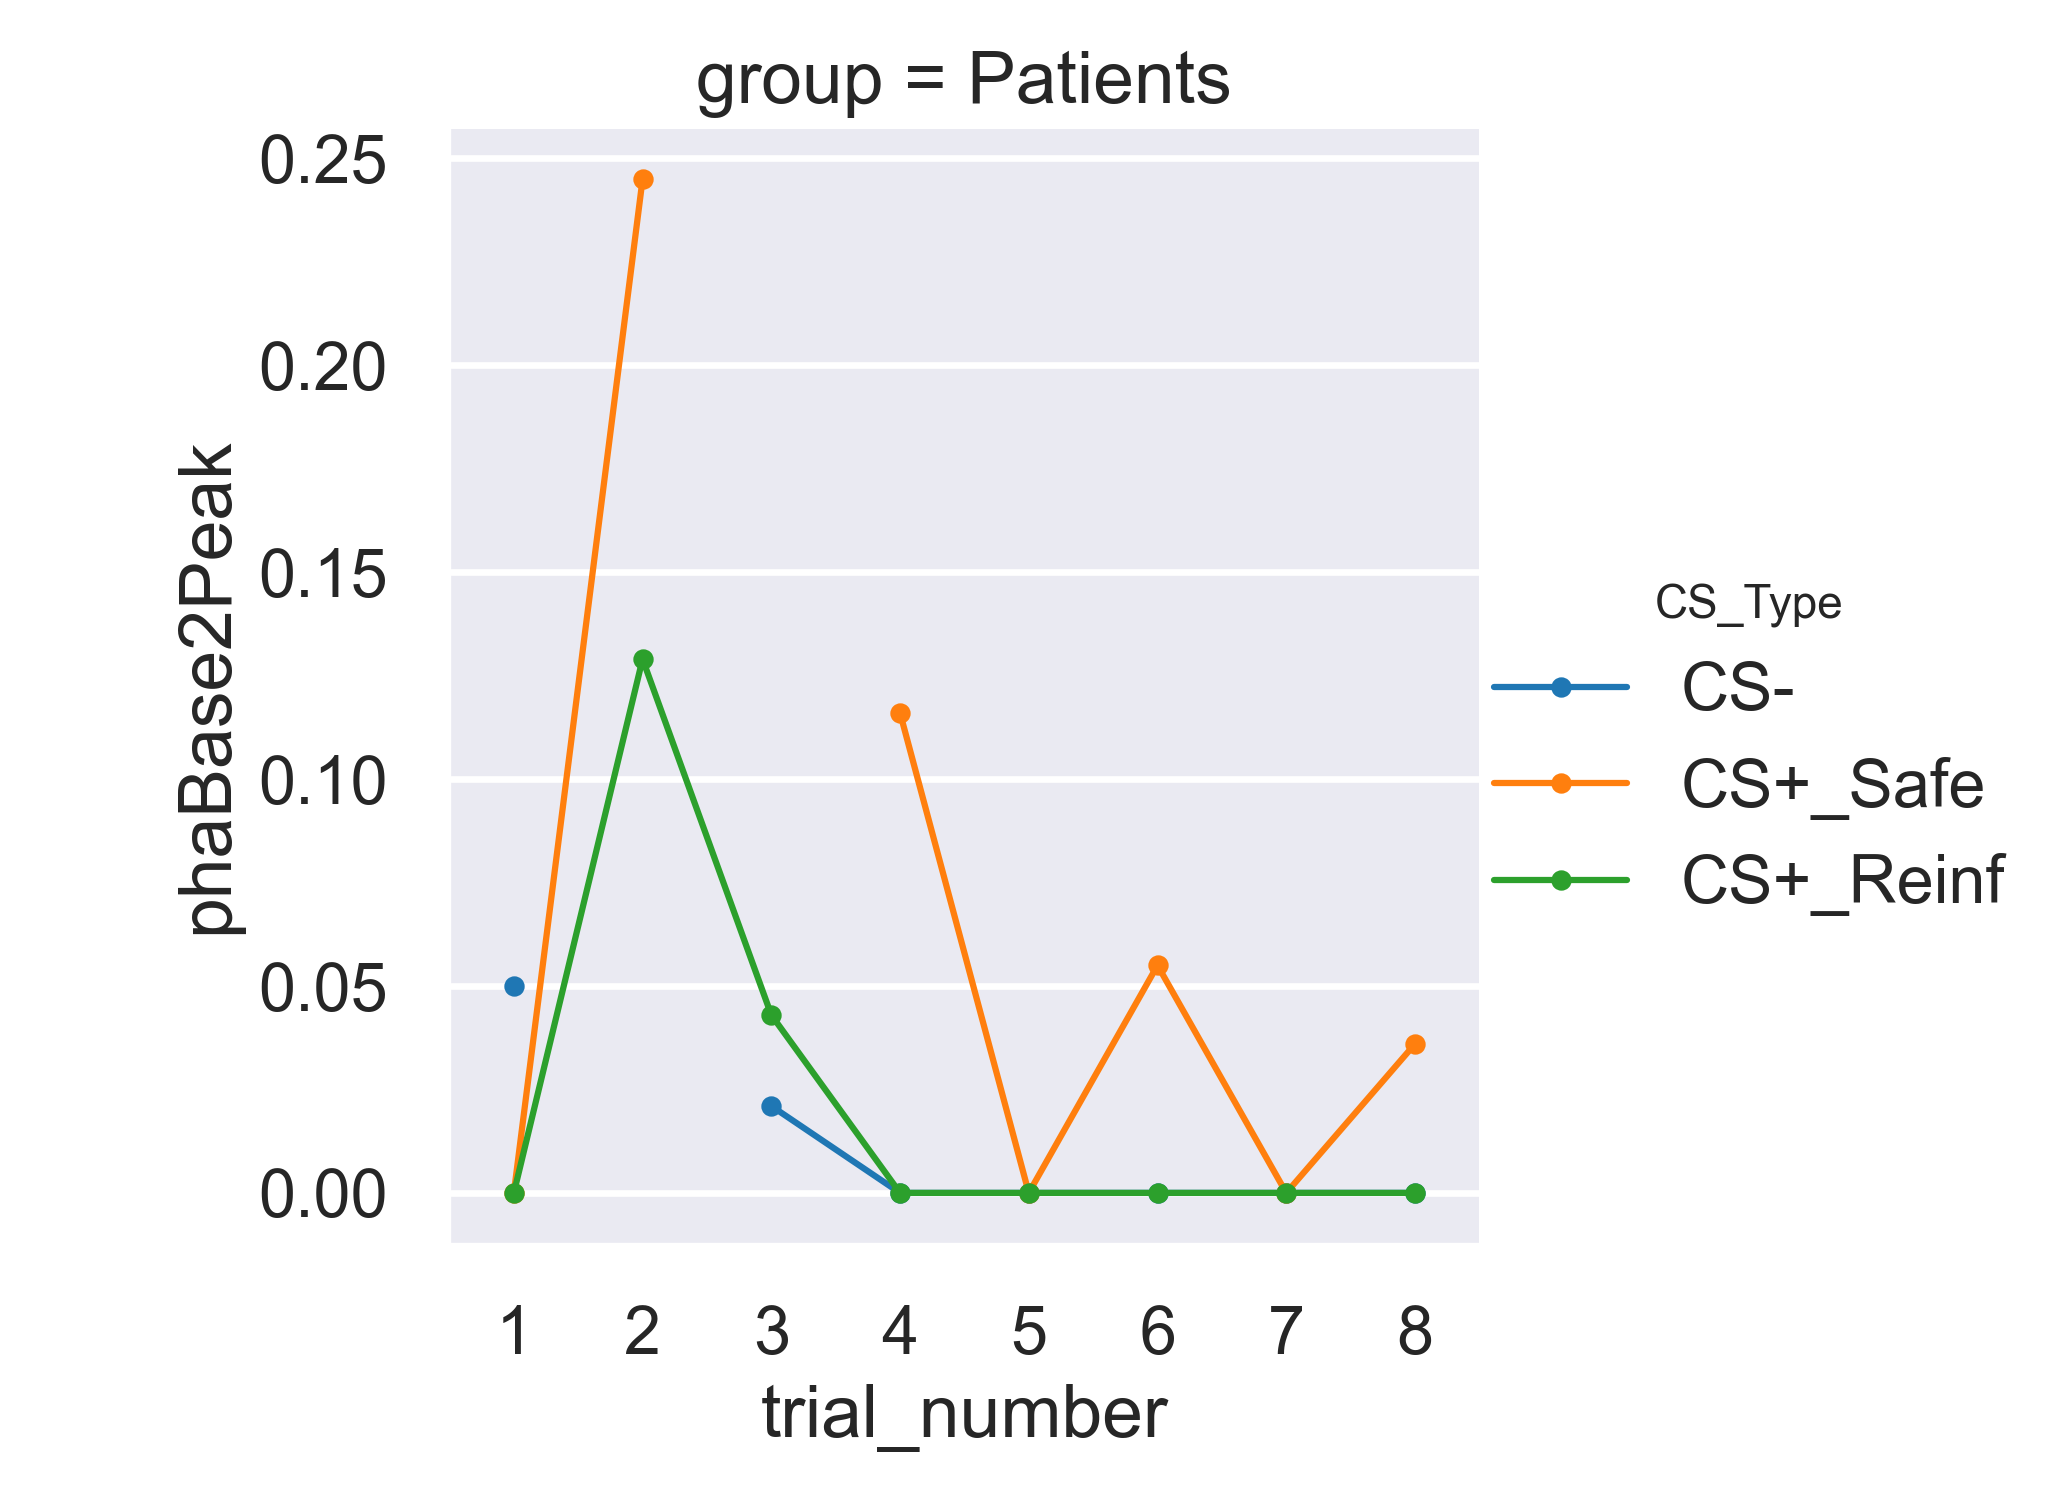 group = Patients
0.25
0.20
0.15
0.10
0.05
0.00
phaBase2Peak
1 2 3 4 5 6 7 8
trial_number
CS_Type
CS-
CS+_Safe
CS+_Reinf